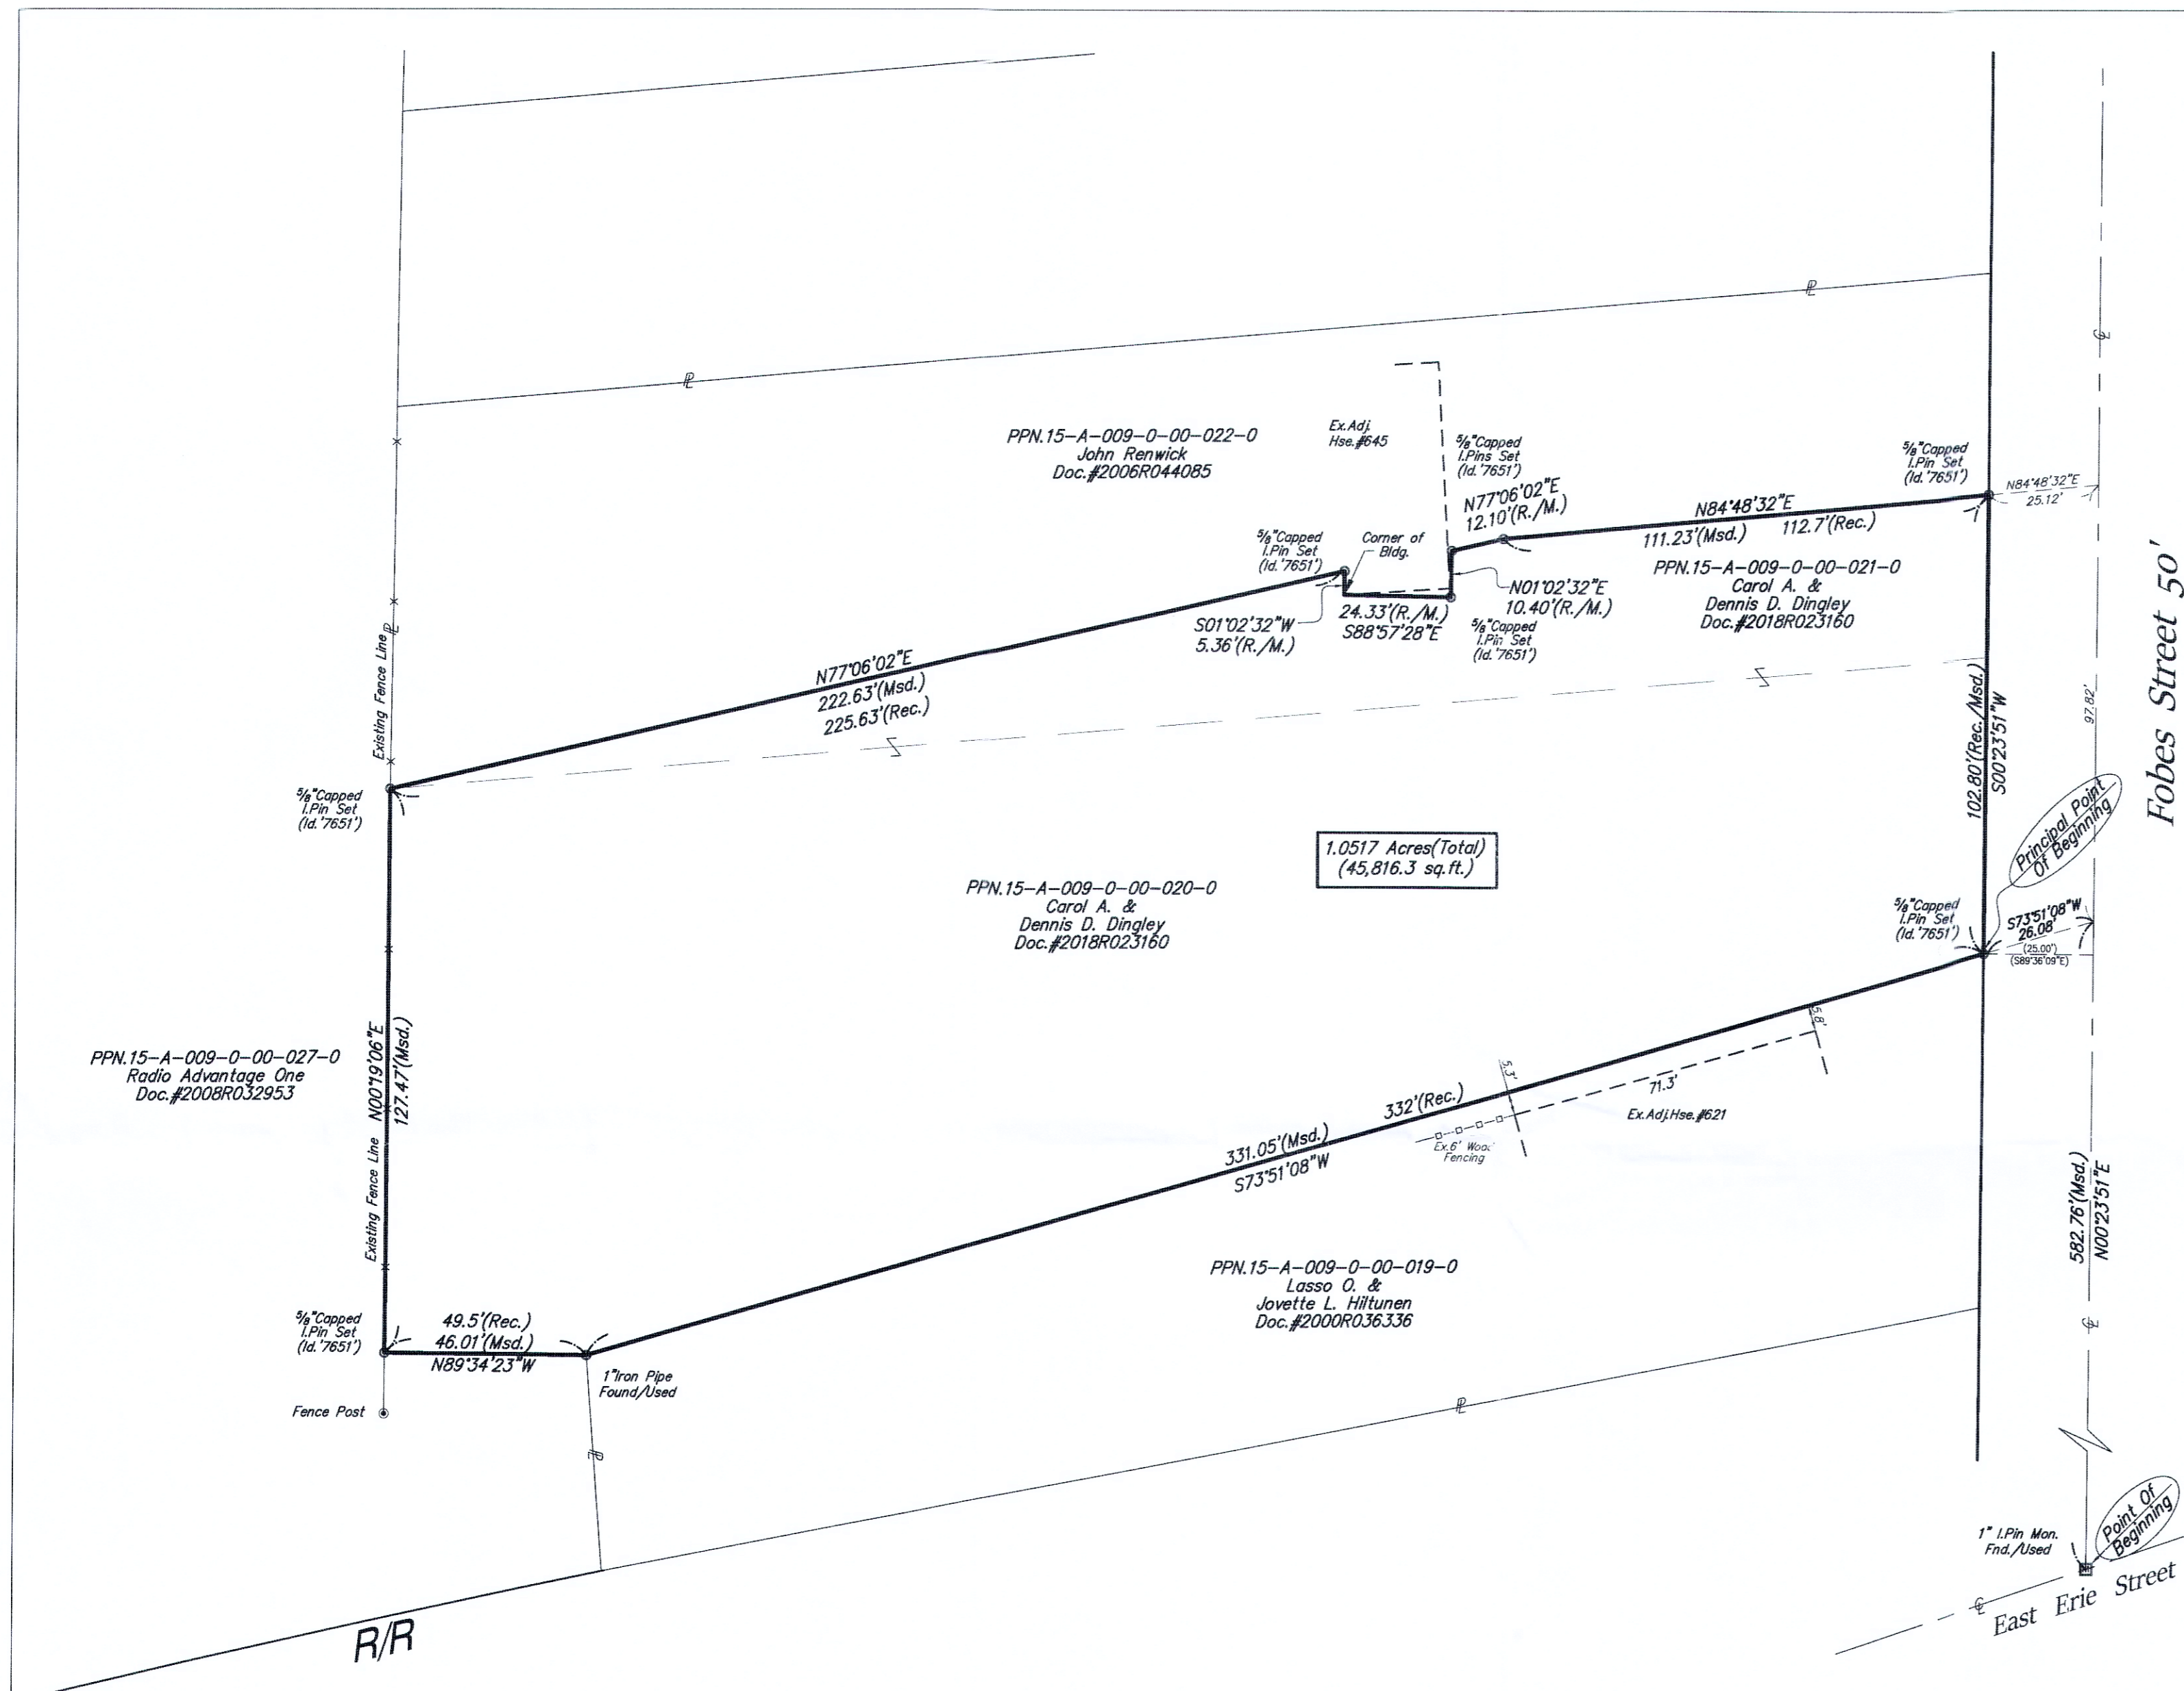 PPN.15-A-009-0-00-022-0
John Renwick
Doc.#2006R044085
Ex.Adj.
Hse.#645
5/8"Capped
I.Pins Set
(Id.'7651')
N77°06'02"E
12.10'(R./M.)
5/8"Capped
I.Pin Set
(Id.'7651')
N84°48'32"E
25.12'
N84°48'32"E
111.23'(Msd.) 112.7'(Rec.)
5/8"Capped
I.Pin Set
(Id.'7651')
Corner of
Bldg.
PPN.15-A-009-0-00-021-0
Carol A. &
Dennis D. Dingley
Doc.#2018R023160
N01°02'32"E
10.40'(R./M.)
24.33'(R./M.)
S88°57'28"E
S01°02'32"W
5.36'(R./M.)
5/8"Capped
I.Pin Set
(Id.'7651')
Existing Fence Line
N77°06'02"E
222.63'(Msd.)
225.63'(Rec.)
102.80'(Rec./Msd.)
S00°23'51"W
97.82'
Fobes Street 50'
5/8"Capped
I.Pin Set
(Id.'7651')
Principal Point
Of Beginning
1.0517 Acres(Total)
(45,816.3 sq.ft.)
PPN.15-A-009-0-00-020-0
Carol A. &
Dennis D. Dingley
Doc.#2018R023160
5/8"Capped
I.Pin Set
(Id.'7651')
S73°51'08"W
26.08'
(25.00')
(S89°36'09"E)
PPN.15-A-009-0-00-027-0
Radio Advantage One
Doc.#2008R032953
Existing Fence Line N00°19'06"E
127.47'(Msd.)
5.8'
5.3'
71.3'
Ex.Adj.Hse.#621
332'(Rec.)
331.05'(Msd.)
S73°51'08"W
Ex.6' Wood
Fencing
582.76'(Msd.)
N00°23'51"E
PPN.15-A-009-0-00-019-0
Lasso O. &
Jovette L. Hiltunen
Doc.#2000R036336
5/8"Capped
I.Pin Set
(Id.'7651')
49.5'(Rec.)
46.01'(Msd.)
N89°34'23"W
1"Iron Pipe
Found/Used
Fence Post
1" I.Pin Mon.
Fnd./Used
Point Of
Beginning
East Erie Street
R/R